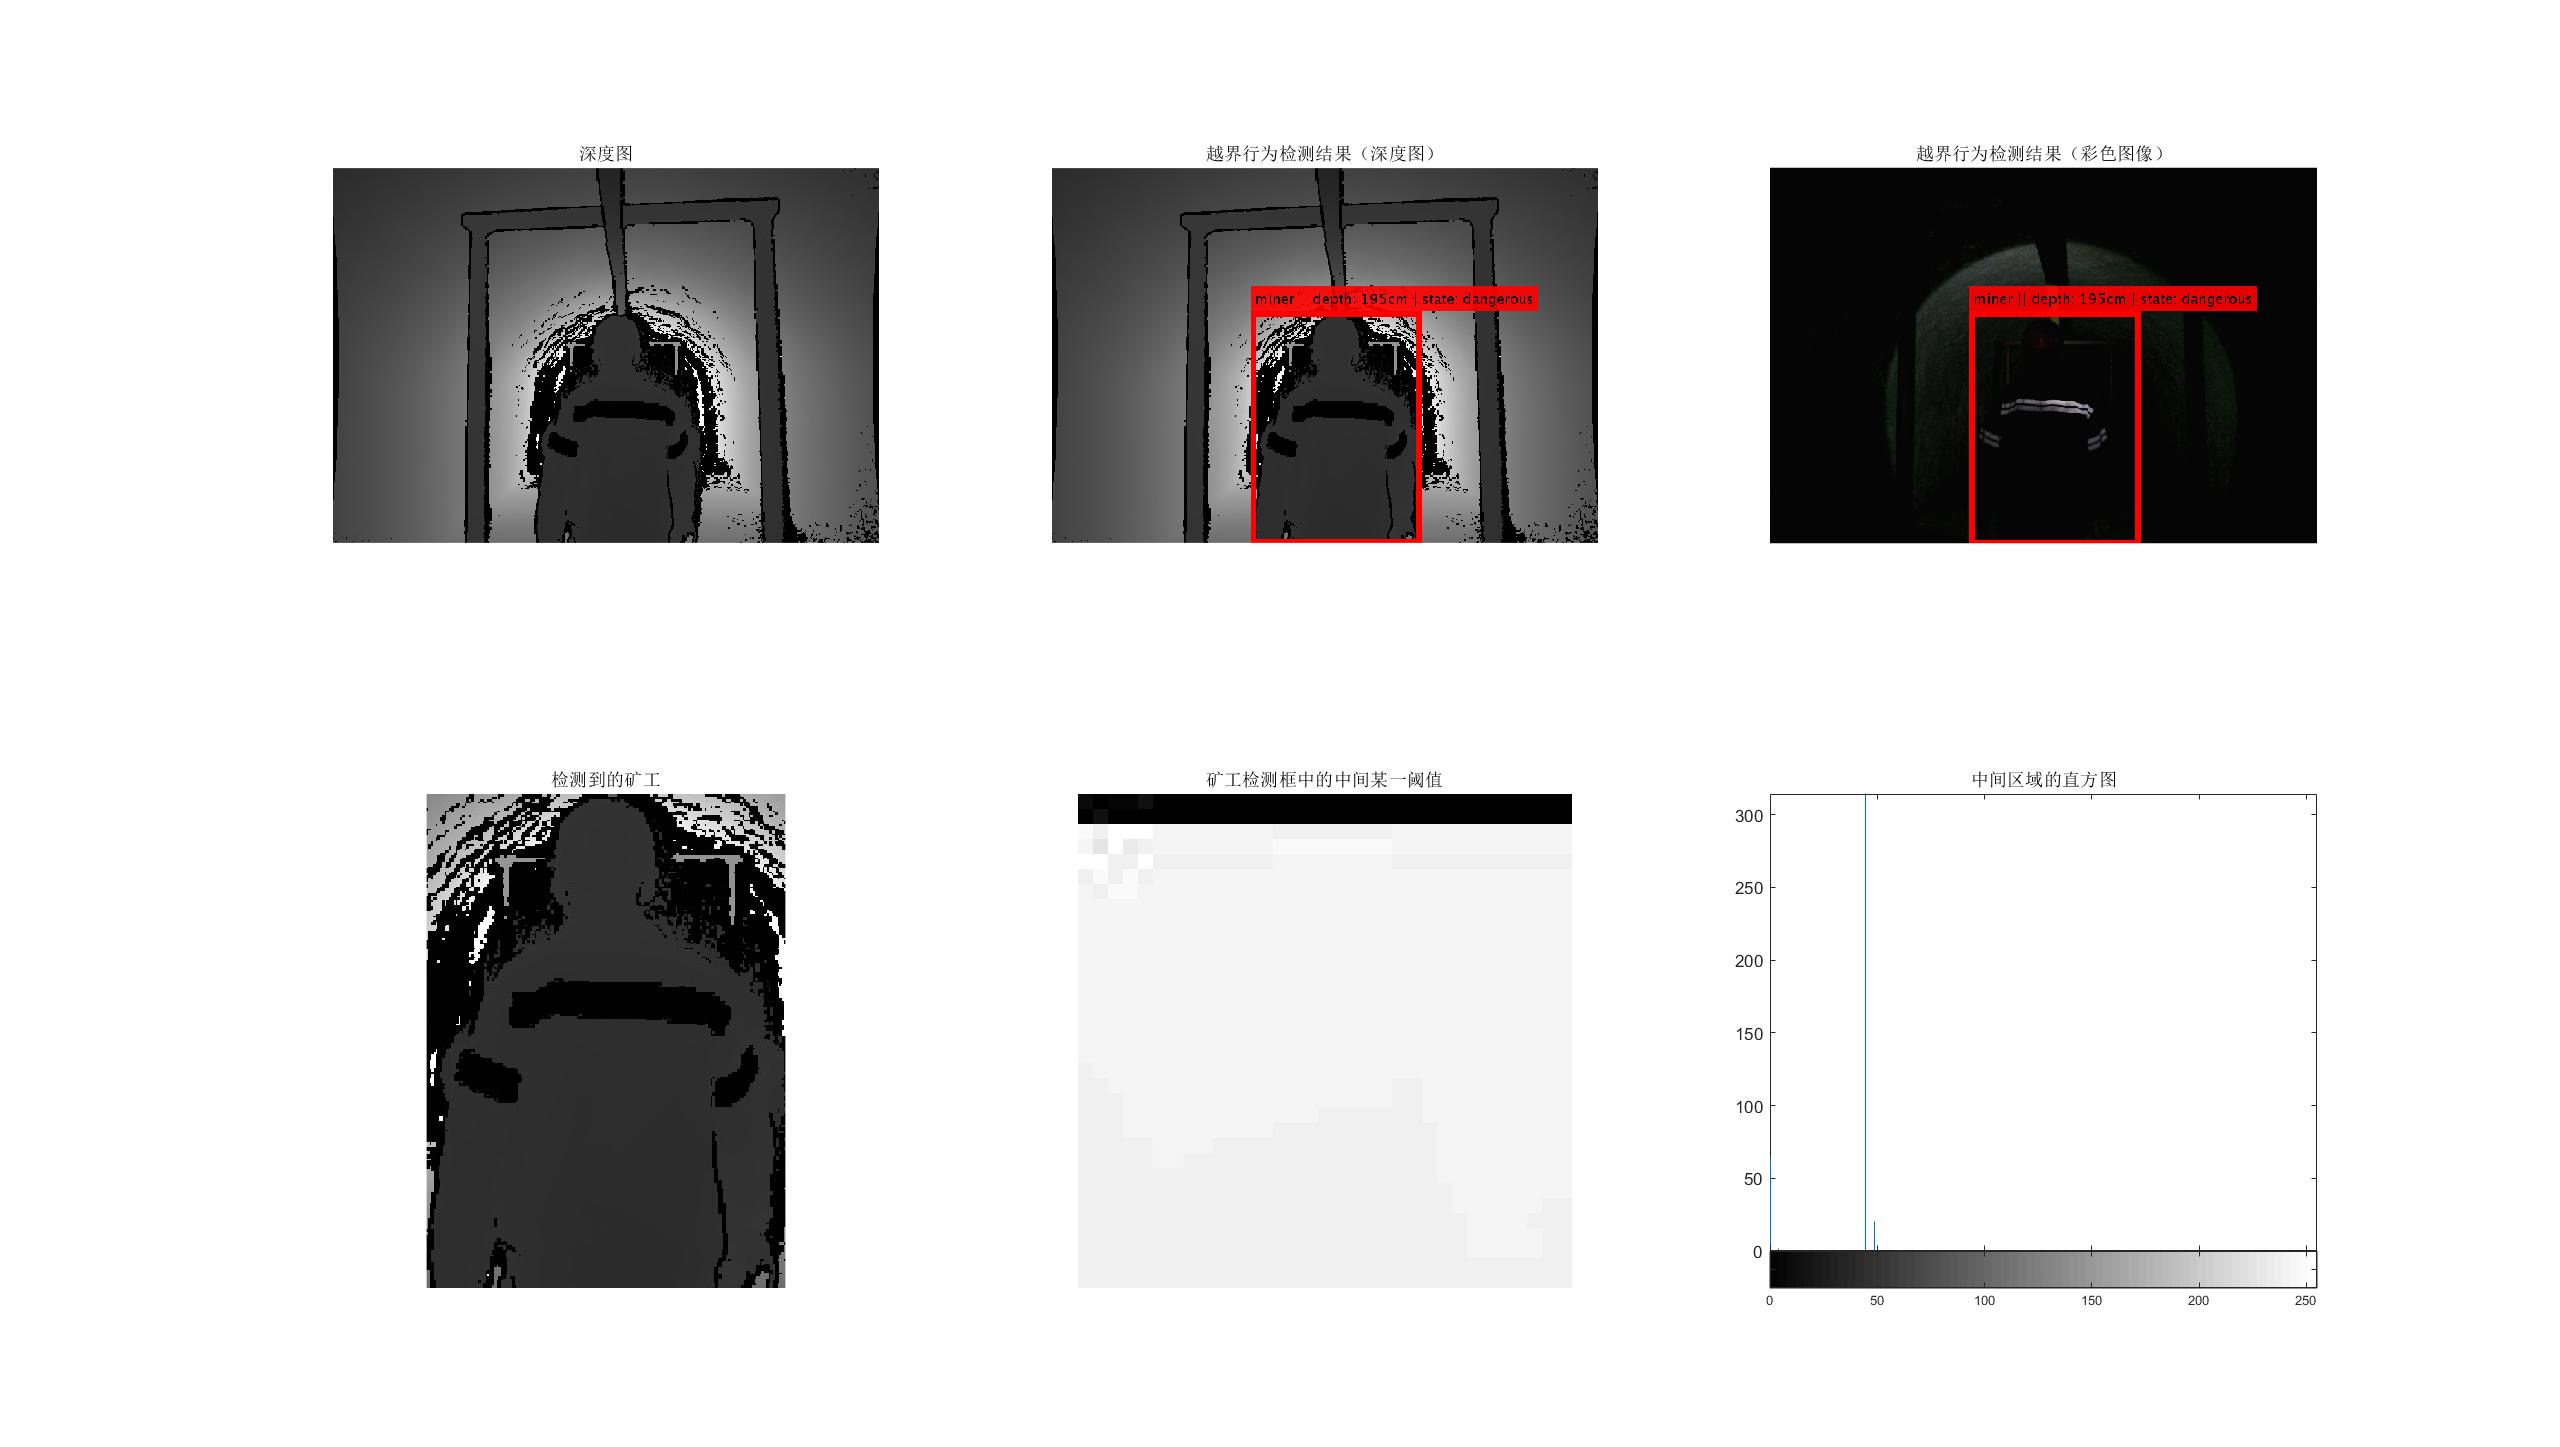 深度图
越界行为检测结果（深度图）
越界行为检测结果（彩色图像）
miner || depth: 195cm | state: dangerous
miner || depth: 195cm | state: dangerous
检测到的矿工
矿工检测框中的中间某一阈值
中间区域的直方图
300
250
200
150
100
50
0
0 50 100 150 200 250